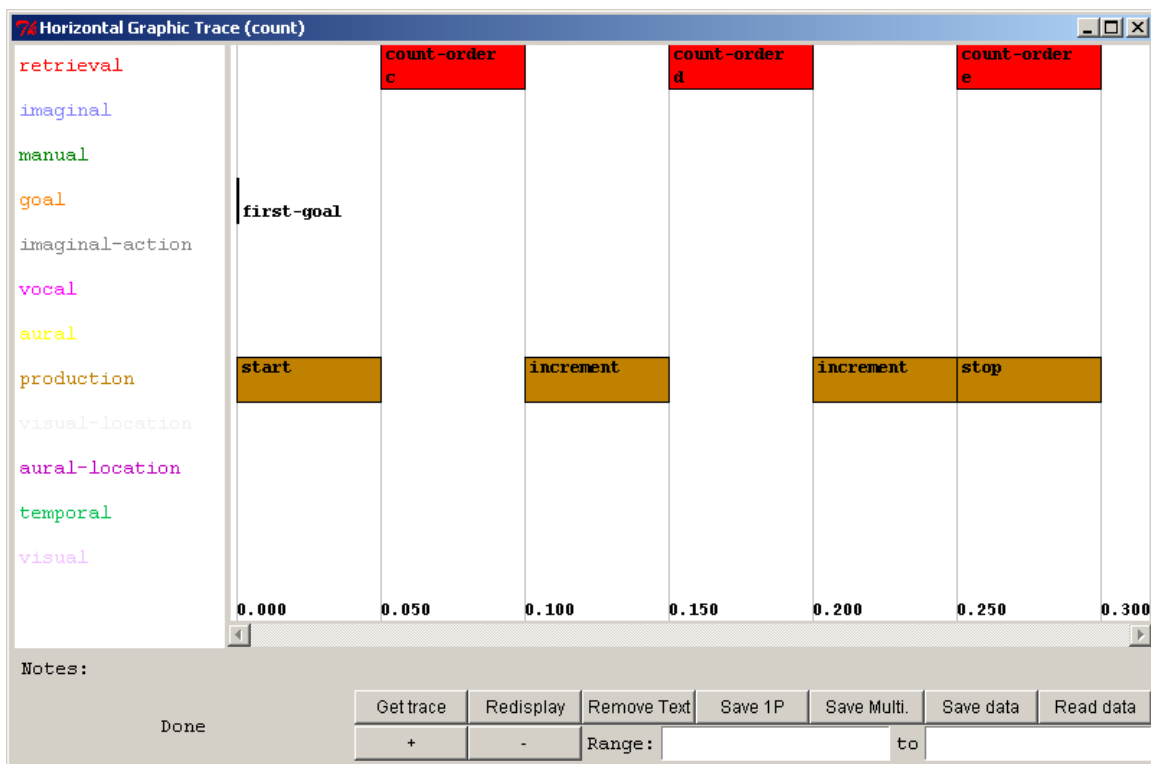 Horizontal Graphic Trace (count)
retrieval
count-order
c
count-order
d
count-order
e
imaginal
manual
goal
first-goal
imaginal-action
vocal
aural
production
start
increment
increment
stop
visual-location
aural-location
temporal
visual
0.000 0.050 0.100 0.150 0.200 0.250 0.300
Notes:
Done
Get trace Redisplay Remove Text Save 1P Save Multi. Save data Read data
+ - Range: to